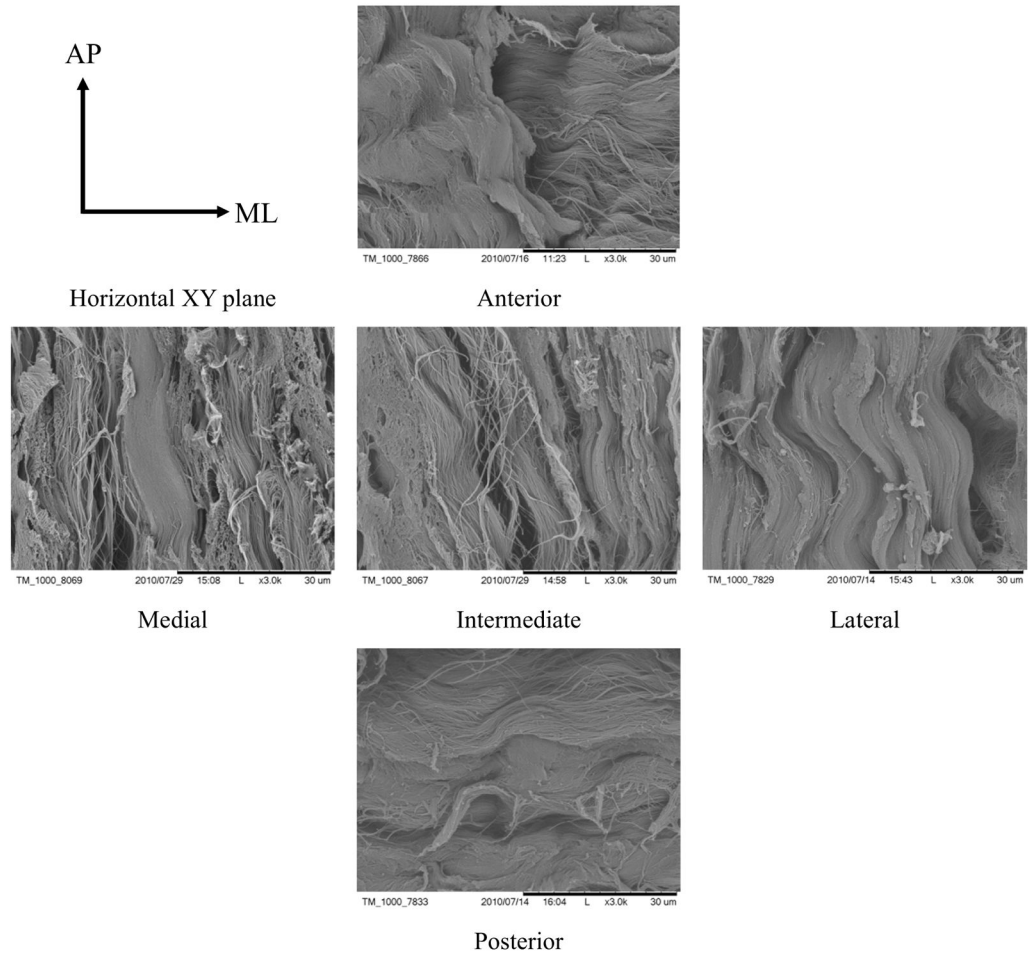 AP
ML
Horizontal XY plane
TM_1000_7866 2010/07/16 11:23 L x3.0k 30 um
Anterior
TM_1000_8069 2010/07/29 15:08 L x3.0k 30 um
TM_1000_8067 2010/07/29 14:58 L x3.0k 30 um
TM_1000_7829 2010/07/14 15:43 L x3.0k 30 um
Medial
Intermediate
Lateral
TM_1000_7833 2010/07/14 16:04 L x3.0k 30 um
Posterior